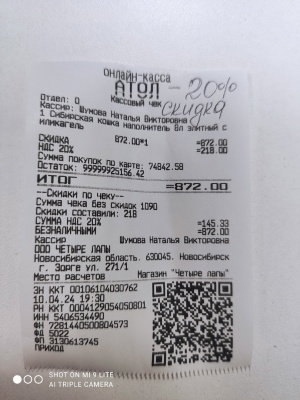 ОНЛАЙН-КАССА
АТОЛ - 20%
Отдел: 0 Кассовый чек скидка
Кассир: Шумова Наталья Викторовна
1 Сибирская кошка наполнитель 8л элитный с
иликагель
872.00*1 =872.00
СКИДКА =218.00
НДС 20%
Сумма покупок по карте: 74842.58
Остаток: 99999925156.42
ИТОГ =872.00
--Скидки по чеку--
Сумма чека без скидок 1090
Скидки составили: 218
СУММА НДС 20% =145.33
БЕЗНАЛИЧНЫМИ =872.00
Кассир Шумова Наталья Викторовна
ООО ЧЕТЫРЕ ЛАПЫ
Новосибирская область, 630045, Новосибирск
г, Зорге ул, 271/1
Место расчетов Магазин "Четыре лапы"
ЗН ККТ 00106104030762
10.04.24 19:30
РН ККТ 0004129054050801
ИНН 5406534490
ФН 7281440500804573
ФД 5022
ФП 3130613745
ПРИХОД
SHOT ON MI 9 LITE
AI TRIPLE CAMERA